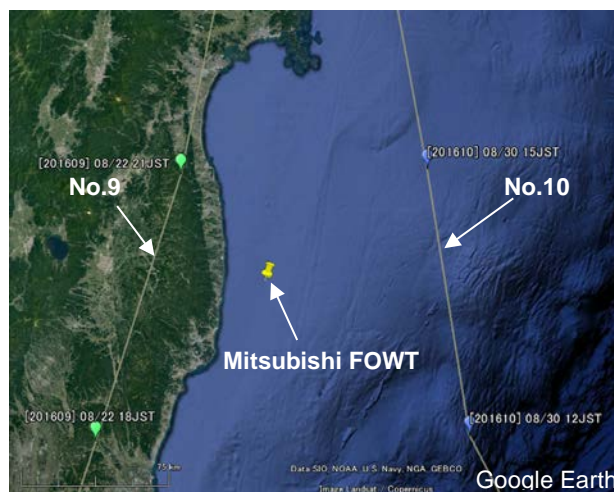 [201609] 08/22 21JST
[201610] 08/30 15JST
No.9
No.10
Mitsubishi FOWT
[201609] 08/22 18JST
[201610] 08/30 12JST
75 km
Data SIO, NOAA, U.S. Navy, NGA, GEBCO
Image Landsat / Copernicus
Google Earth